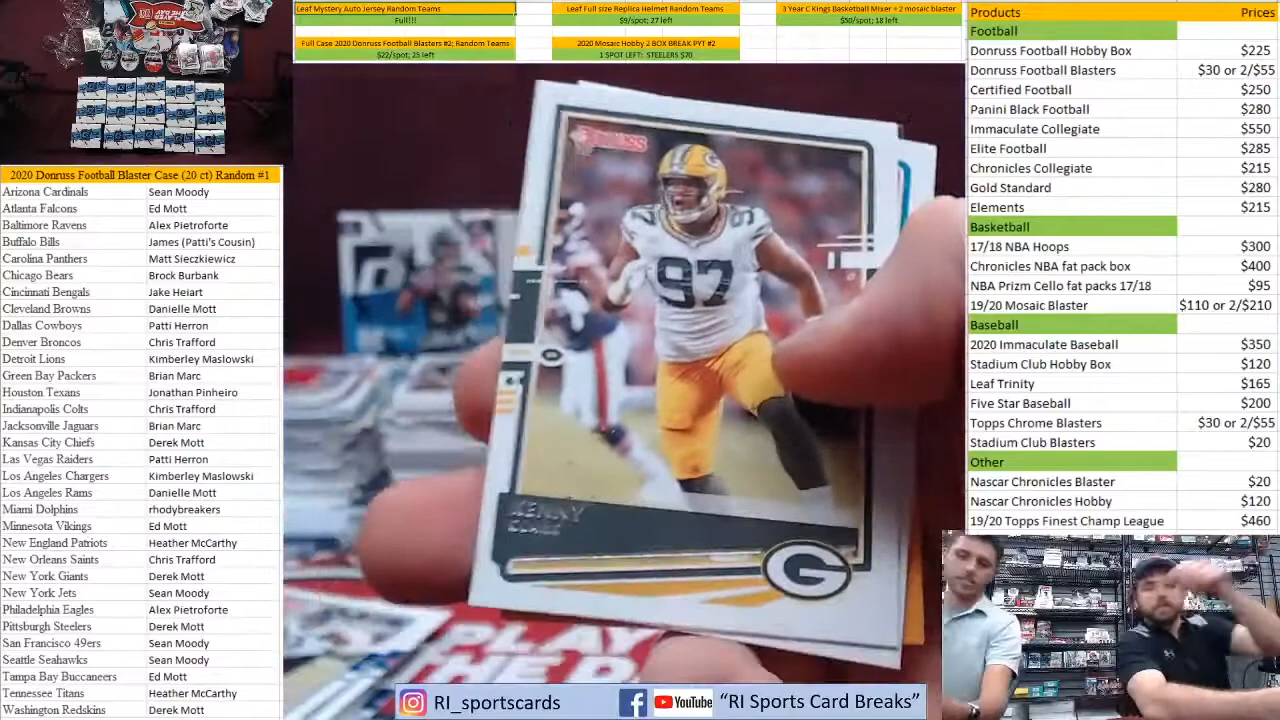 Leaf Mystery Auto Jersey Random Teams
Full!!!
Full Case 2020 Donruss Football Blasters #2; Random Teams
$22/spot; 25 left
Leaf Full size Replica Helmet Random Teams
$9/spot; 27 left
2020 Mosaic Hobby 2 BOX BREAK PYT #2
1 SPOT LEFT: STEELERS $70
3 Year C Kings Basketball Mixer + 2 mosaic blaster
$50/spot; 18 left
2020 Donruss Football Blaster Case (20 ct) Random #1
Arizona Cardinals Sean Moody
Atlanta Falcons Ed Mott
Baltimore Ravens Alex Pietroforte
Buffalo Bills James (Patti's Cousin)
Carolina Panthers Matt Sieczkiewicz
Chicago Bears Brock Burbank
Cincinnati Bengals Jake Heiart
Cleveland Browns Danielle Mott
Dallas Cowboys Patti Herron
Denver Broncos Chris Trafford
Detroit Lions Kimberley Maslowski
Green Bay Packers Brian Marc
Houston Texans Jonathan Pinheiro
Indianapolis Colts Chris Trafford
Jacksonville Jaguars Brian Marc
Kansas City Chiefs Derek Mott
Las Vegas Raiders Patti Herron
Los Angeles Chargers Kimberley Maslowski
Los Angeles Rams Danielle Mott
Miami Dolphins rhodybreakers
Minnesota Vikings Ed Mott
New England Patriots Heather McCarthy
New Orleans Saints Chris Trafford
New York Giants Derek Mott
New York Jets Sean Moody
Philadelphia Eagles Alex Pietroforte
Pittsburgh Steelers Derek Mott
San Francisco 49ers Sean Moody
Seattle Seahawks Sean Moody
Tampa Bay Buccaneers Ed Mott
Tennessee Titans Heather McCarthy
Washington Redskins Derek Mott
Donruss
97
KENNY
CLARK
G
PLAY
RI_sportscards
YouTube
"RI Sports Card Breaks"
Products Prices
Football
Donruss Football Hobby Box $225
Donruss Football Blasters $30 or 2/$55
Certified Football $250
Panini Black Football $280
Immaculate Collegiate $550
Elite Football $285
Chronicles Collegiate $215
Gold Standard $280
Elements $215
Basketball
17/18 NBA Hoops $300
Chronicles NBA fat pack box $400
NBA Prizm Cello fat packs 17/18 $95
19/20 Mosaic Blaster $110 or 2/$210
Baseball
2020 Immaculate Baseball $350
Stadium Club Hobby Box $120
Leaf Trinity $165
Five Star Baseball $200
Topps Chrome Blasters $30 or 2/$55
Stadium Club Blasters $20
Other
Nascar Chronicles Blaster $20
Nascar Chronicles Hobby $120
19/20 Topps Finest Champ League $460